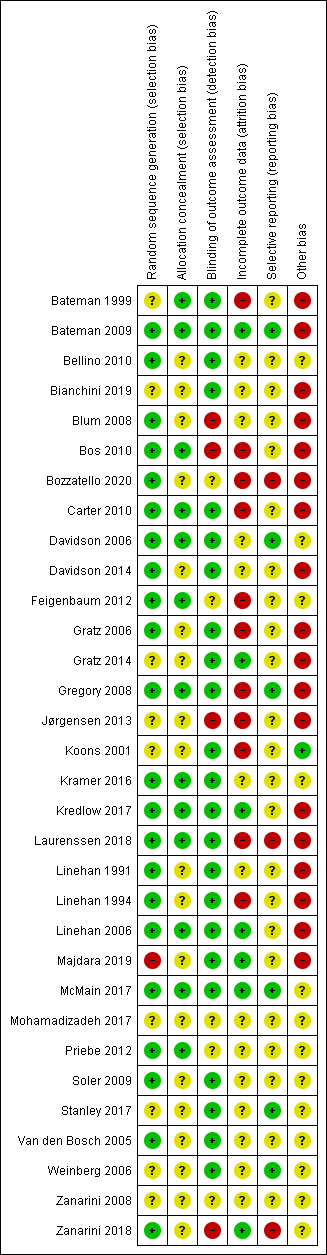 Random sequence generation (selection bias)
Allocation concealment (selection bias)
Blinding of outcome assessment (detection bias)
Incomplete outcome data (attrition bias)
Selective reporting (reporting bias)
Other bias
Bateman 1999 ? + + - ? -
Bateman 2009 + + + + + -
Bellino 2010 + ? + ? ? ?
Bianchini 2019 ? ? + ? ? -
Blum 2008 + ? - ? ? -
Bos 2010 + + - - ? -
Bozzatello 2020 + ? ? - - -
Carter 2010 + + + - ? -
Davidson 2006 + + + ? + ?
Davidson 2014 + ? + ? ? -
Feigenbaum 2012 + + ? - ? ?
Gratz 2006 + ? + - ? -
Gratz 2014 ? ? + + ? -
Gregory 2008 + + + - + -
Jørgensen 2013 ? ? - - ? -
Koons 2001 ? ? + - ? +
Kramer 2016 + + + ? ? ?
Kredlow 2017 + + + + ? -
Laurenssen 2018 + + + - - -
Linehan 1991 + ? + ? ? -
Linehan 1994 + ? + - ? -
Linehan 2006 + + + + ? -
Majdara 2019 - ? + + ? -
McMain 2017 + + + + + ?
Mohamadizadeh 2017 ? ? ? ? ? ?
Priebe 2012 + + ? ? ? ?
Soler 2009 + ? + ? ? ?
Stanley 2017 ? ? + ? + ?
Van den Bosch 2005 + ? + ? ? ?
Weinberg 2006 ? ? + ? + ?
Zanarini 2008 ? ? ? ? ? ?
Zanarini 2018 + ? - + - ?